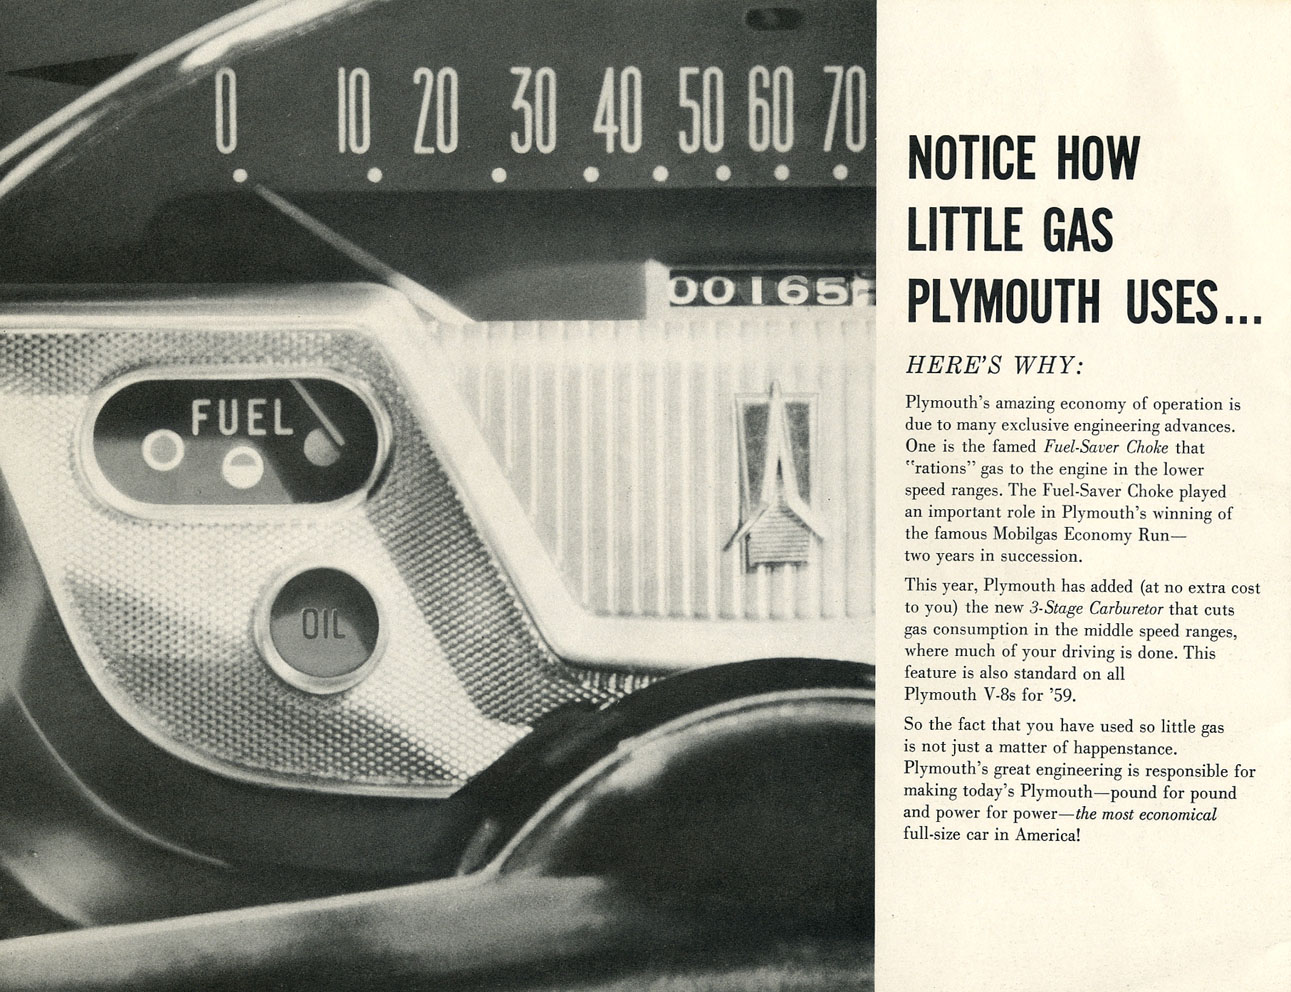 0 10 20 30 40 50 60 70
00165
FUEL
OIL
NOTICE HOW
LITTLE GAS
PLYMOUTH USES...
HERE'S WHY:
Plymouth's amazing economy of operation is
due to many exclusive engineering advances.
One is the famed Fuel-Saver Choke that
"rations" gas to the engine in the lower
speed ranges. The Fuel-Saver Choke played
an important role in Plymouth's winning of
the famous Mobilgas Economy Run—
two years in succession.
This year, Plymouth has added (at no extra cost
to you) the new 3-Stage Carburetor that cuts
gas consumption in the middle speed ranges,
where much of your driving is done. This
feature is also standard on all
Plymouth V-8s for '59.
So the fact that you have used so little gas
is not just a matter of happenstance.
Plymouth's great engineering is responsible for
making today's Plymouth—pound for pound
and power for power—the most economical
full-size car in America!